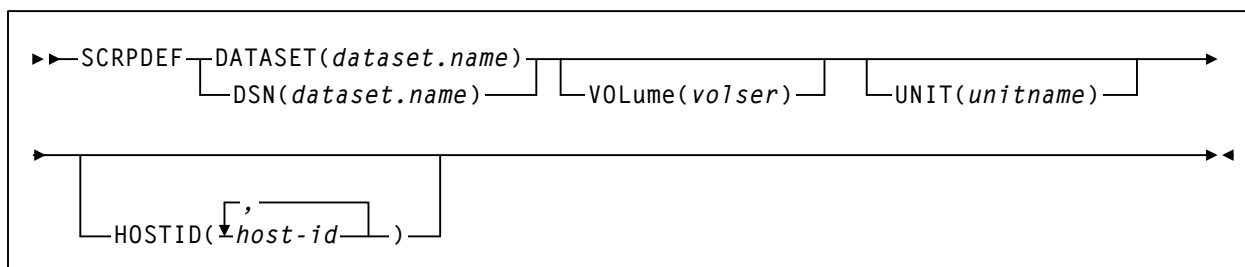 SCRPDEF DATASET(dataset.name)
DSN(dataset.name) VOLume(volser) UNIT(unitname)
,
HOSTID( host-id )